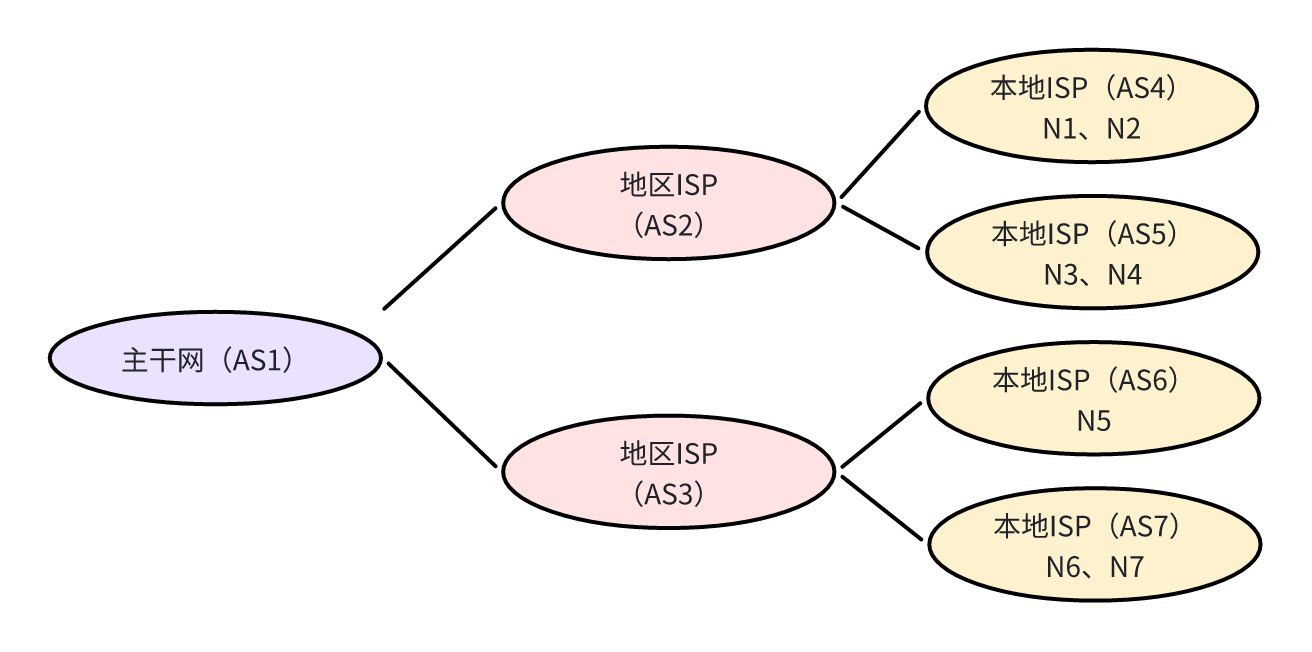 主干网（AS1）
地区ISP
（AS2）
地区ISP
（AS3）
本地ISP（AS4）
N1、N2
本地ISP（AS5）
N3、N4
本地ISP（AS6）
N5
本地ISP（AS7）
N6、N7